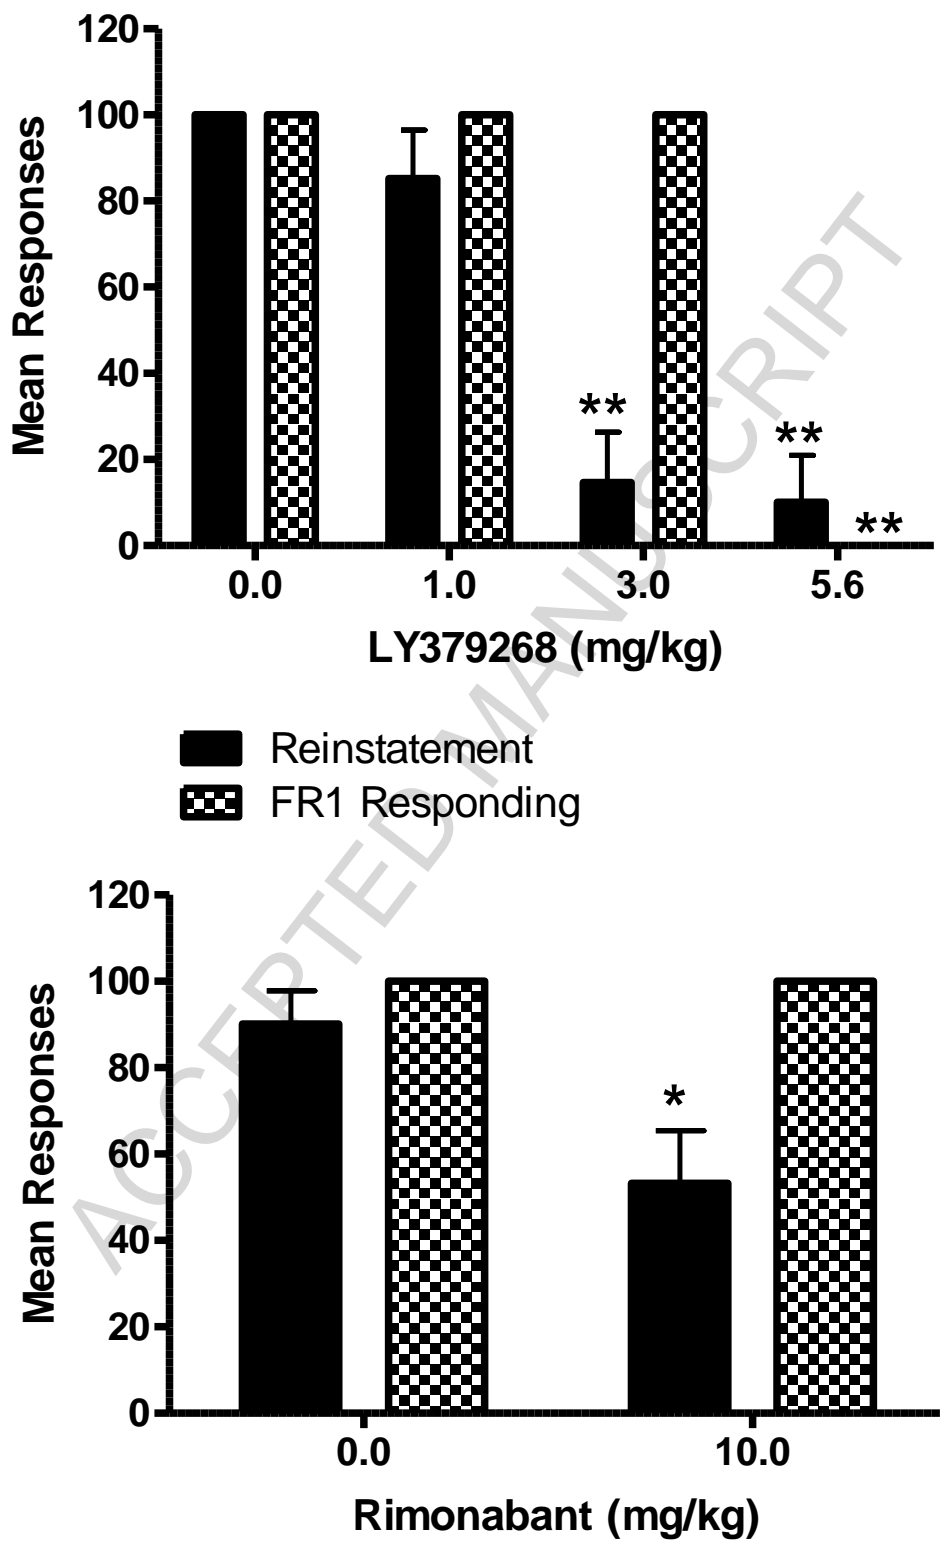 120
100
80
60
40
20
0
Mean Responses
**
**
**
0.0 1.0 3.0 5.6
LY379268 (mg/kg)
Reinstatement
FR1 Responding
120
100
80
60
40
20
0
Mean Responses
*
0.0 10.0
Rimonabant (mg/kg)
ACCEPTED MANUSCRIPT